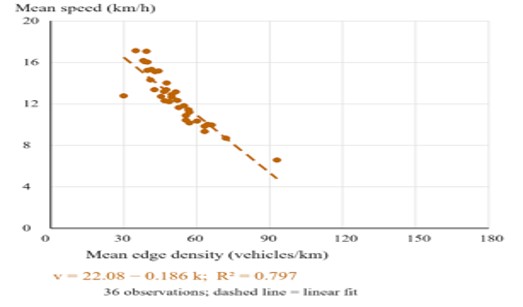 Mean speed (km/h)
20
16
12
8
4
0
0 30 60 90 120 150 180
Mean edge density (vehicles/km)
v = 22.08 − 0.186 k; R² = 0.797
36 observations; dashed line = linear fit